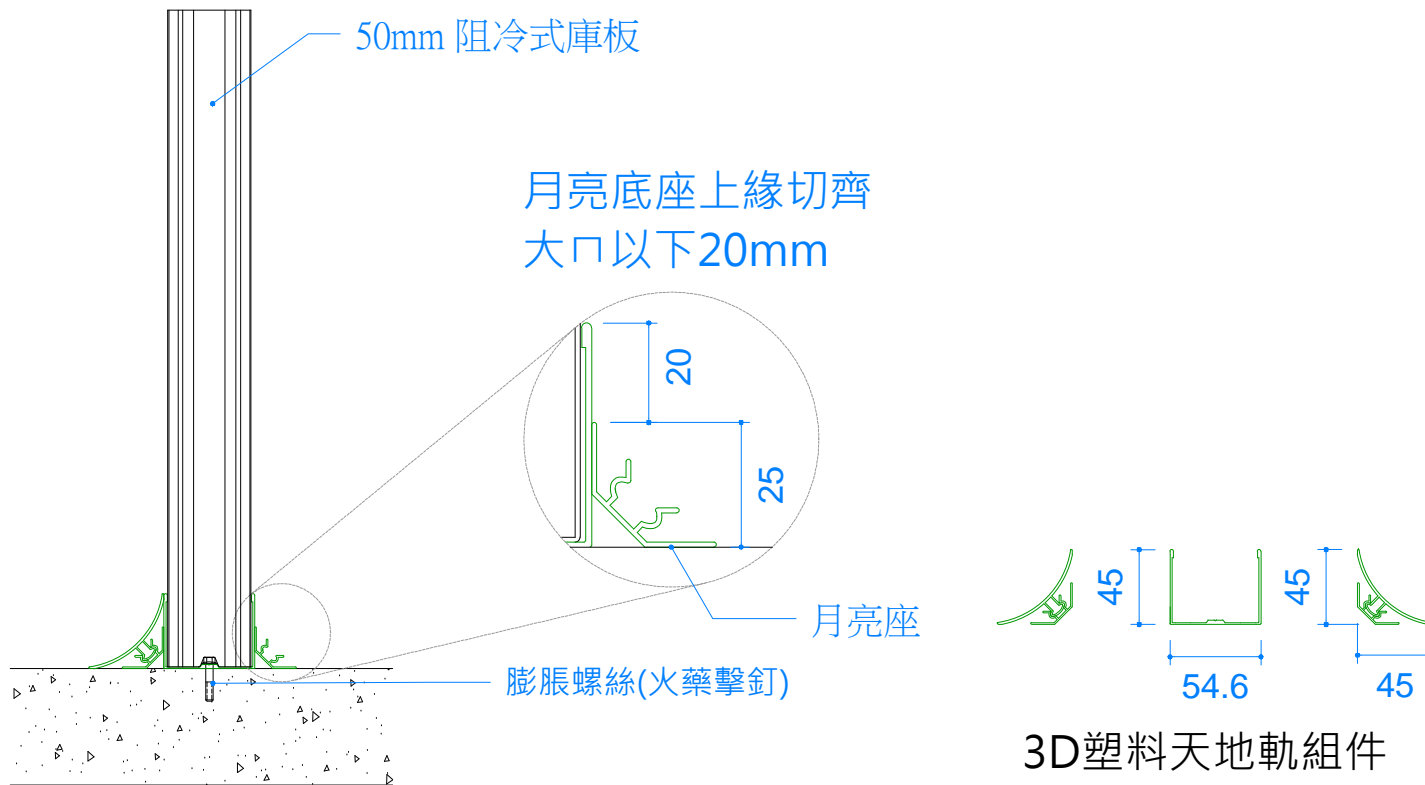 50mm 阻冷式庫板
月亮底座上緣切齊
大ㄇ以下20mm
20
25
月亮座
膨脹螺絲(火藥擊釘)
45
45
54.6
45
3D塑料天地軌組件